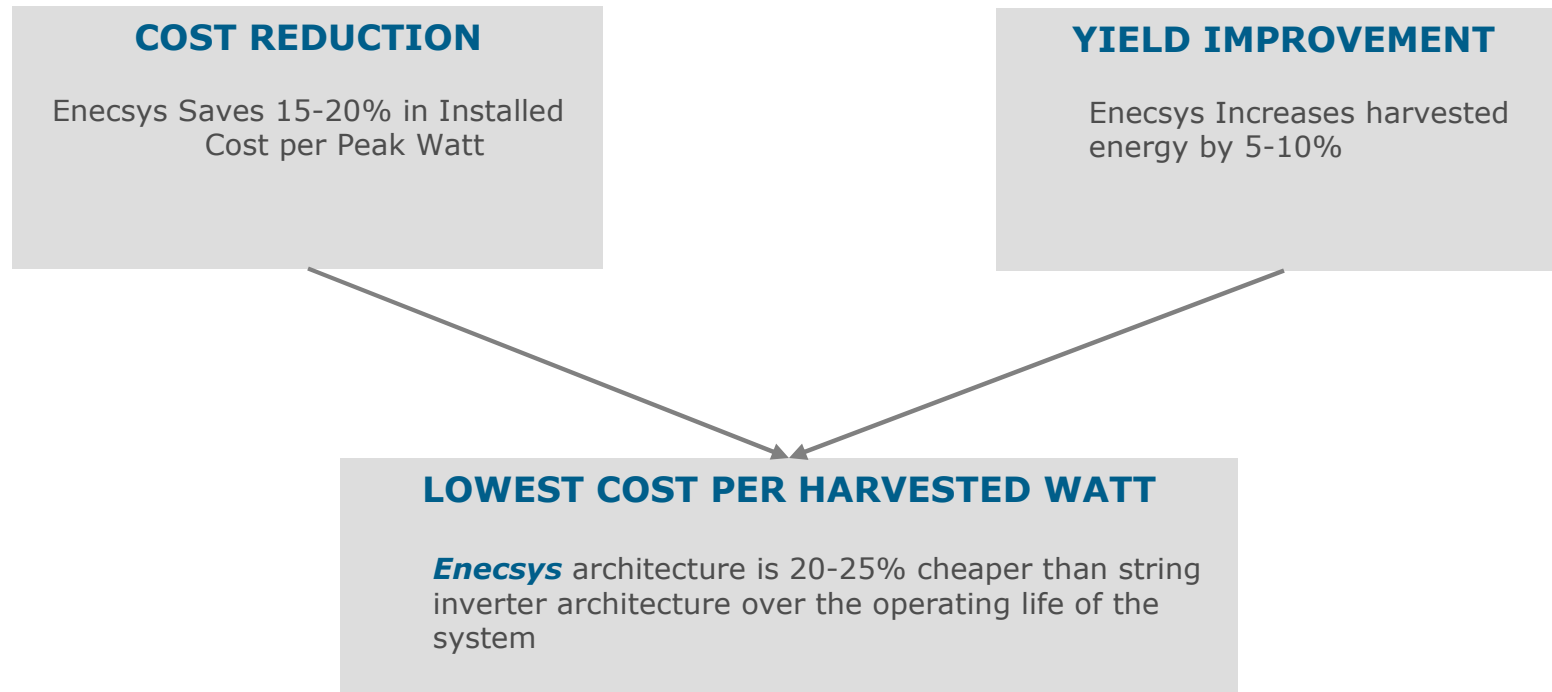 COST REDUCTION
Enecsys Saves 15-20% in Installed
Cost per Peak Watt
YIELD IMPROVEMENT
Enecsys Increases harvested
energy by 5-10%
LOWEST COST PER HARVESTED WATT
Enecsys architecture is 20-25% cheaper than string
inverter architecture over the operating life of the
system